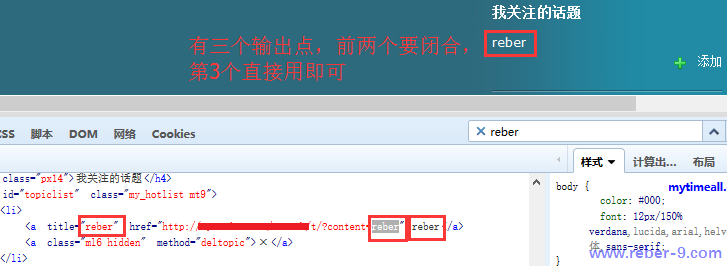 我关注的话题
有三个输出点，前两个要闭合，
第3个直接用即可
reber
添加
CSS 脚本 DOM 网络 Cookies
reber
样式 计算出... 布局
class="px14">我关注的话题</h4>
id="topiclist" class="my_hotlist mt9">
<li>
<a title="reber" href="http:/ /t/?content=reber">reber</a>
<a class="ml6 hidden" method="deltopic">×</a>
</li>
body { mytimeall.
color: #000;
font: 12px/150%
verdana,lucida,arial,helv
体,sans-serif;
}
www.reber-9.com